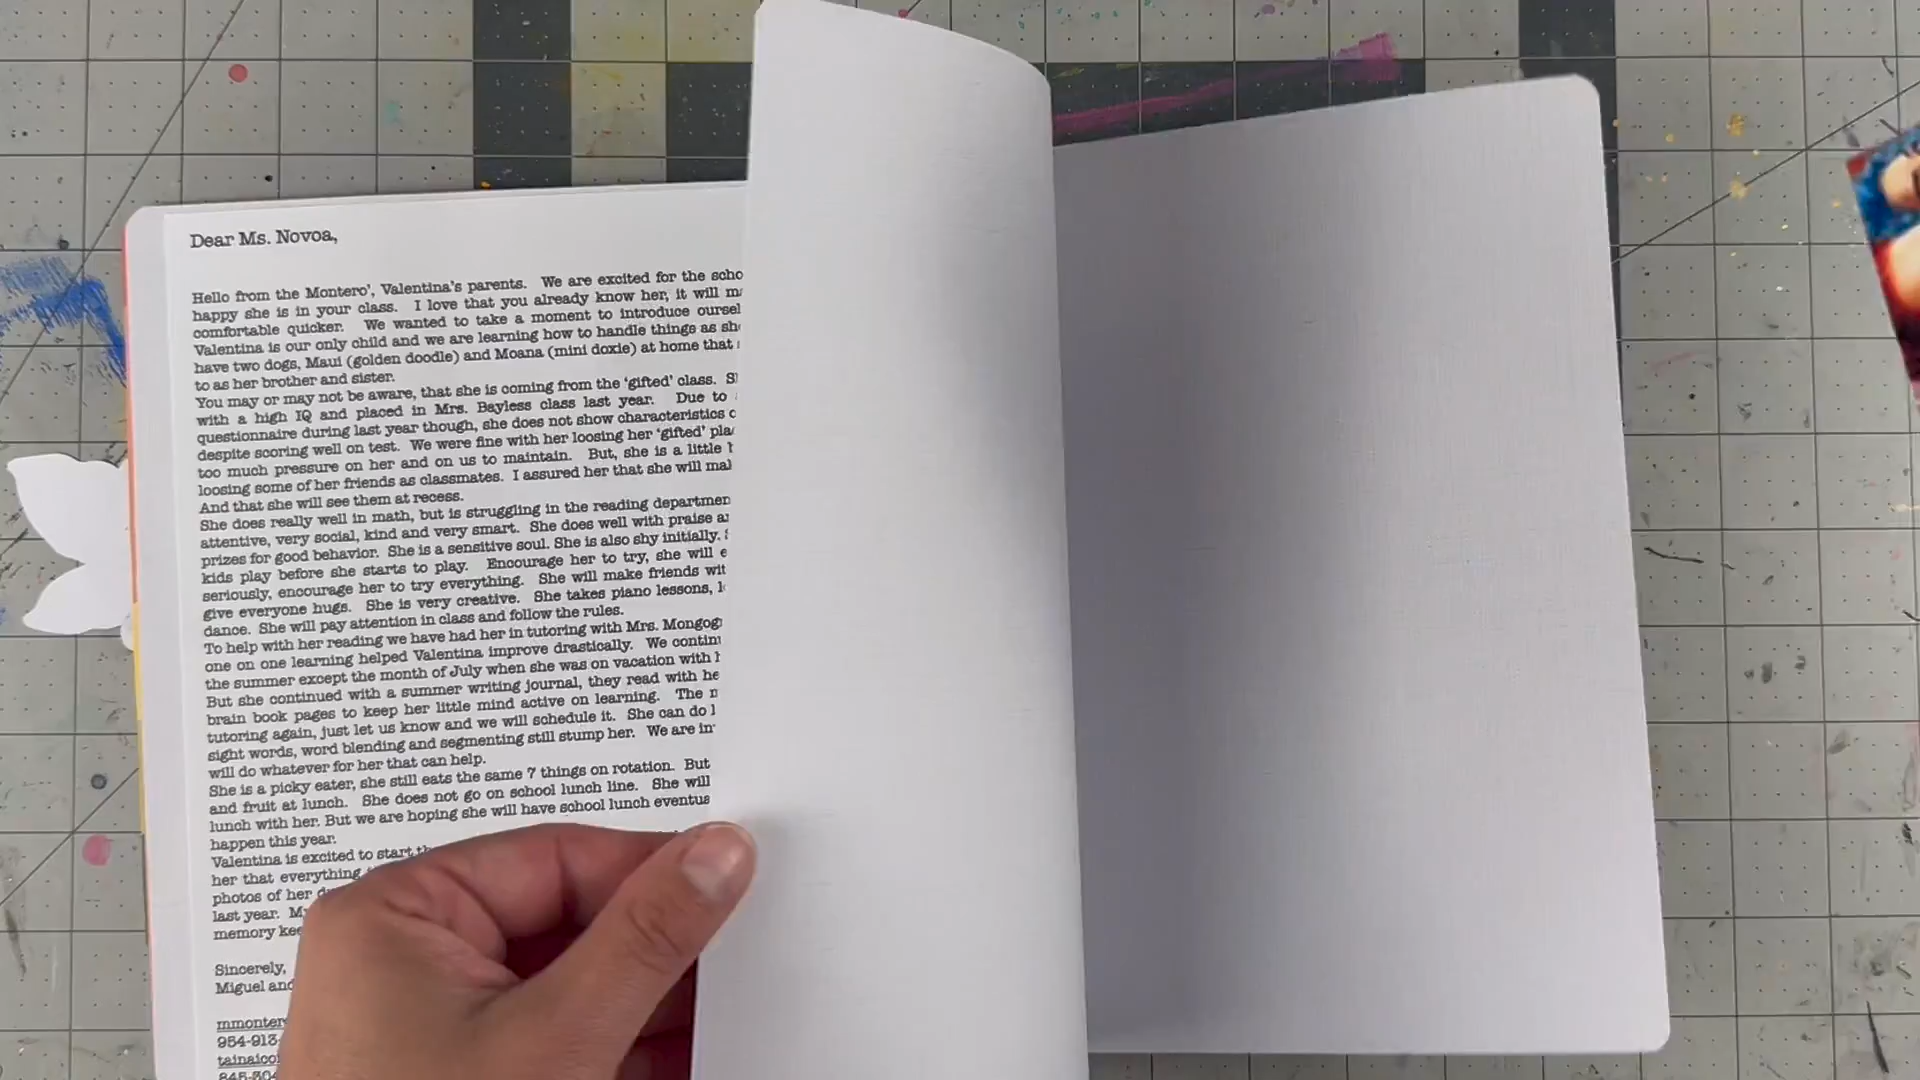 Dear Ms. Novoa,
Hello from the Montero', Valentina's parents. We are excited for the
happy she is in your class. I love that you already know her, it will
comfortable quicker. We wanted to take a moment to introduce
Valentina is our only child and we are learning how to handle things as
have two dogs, Maui (golden doodle) and Moana (mini doxie) at home that
to as her brother and sister.
You may or may not be aware, that she is coming from the 'gifted' class.
with a high IQ and placed in Mrs. Bayless class last year. Due to
questionnaire during last year though, she does not show characteristics
despite scoring well on test. We were fine with her loosing her 'gifted'
too much pressure on her and on us to maintain. But, she is a little
loosing some of her friends as classmates. I assured her that she will
And that she will see them at recess.
She does really well in math, but is struggling in the reading
attentive, very social, kind and very smart. She does well with praise
prizes for good behavior. She is a sensitive soul. She is also shy initially.
kids play before she starts to play. Encourage her to try, she will
seriously, encourage her to try everything. She will make friends
give everyone hugs. She is very creative. She takes piano lessons,
dance. She will pay attention in class and follow the rules.
To help with her reading we have had her in tutoring with Mrs.
one on one learning helped Valentina improve drastically. We
the summer except the month of July when she was on vacation with
But she continued with a summer writing journal, they read with
brain book pages to keep her little mind active on learning. The
tutoring again, just let us know and we will schedule it. She can do
sight words, word blending and segmenting still stump her. We are
will do whatever for her that can help.
She is a picky eater, she still eats the same 7 things on rotation. But
and fruit at lunch. She does not go on school lunch line. She will
lunch with her. But we are hoping she will have school lunch
happen this year.
Valentina is excited to start
her that everything
photos of her
last year.
memory
Sincerely,
Miguel
954-913